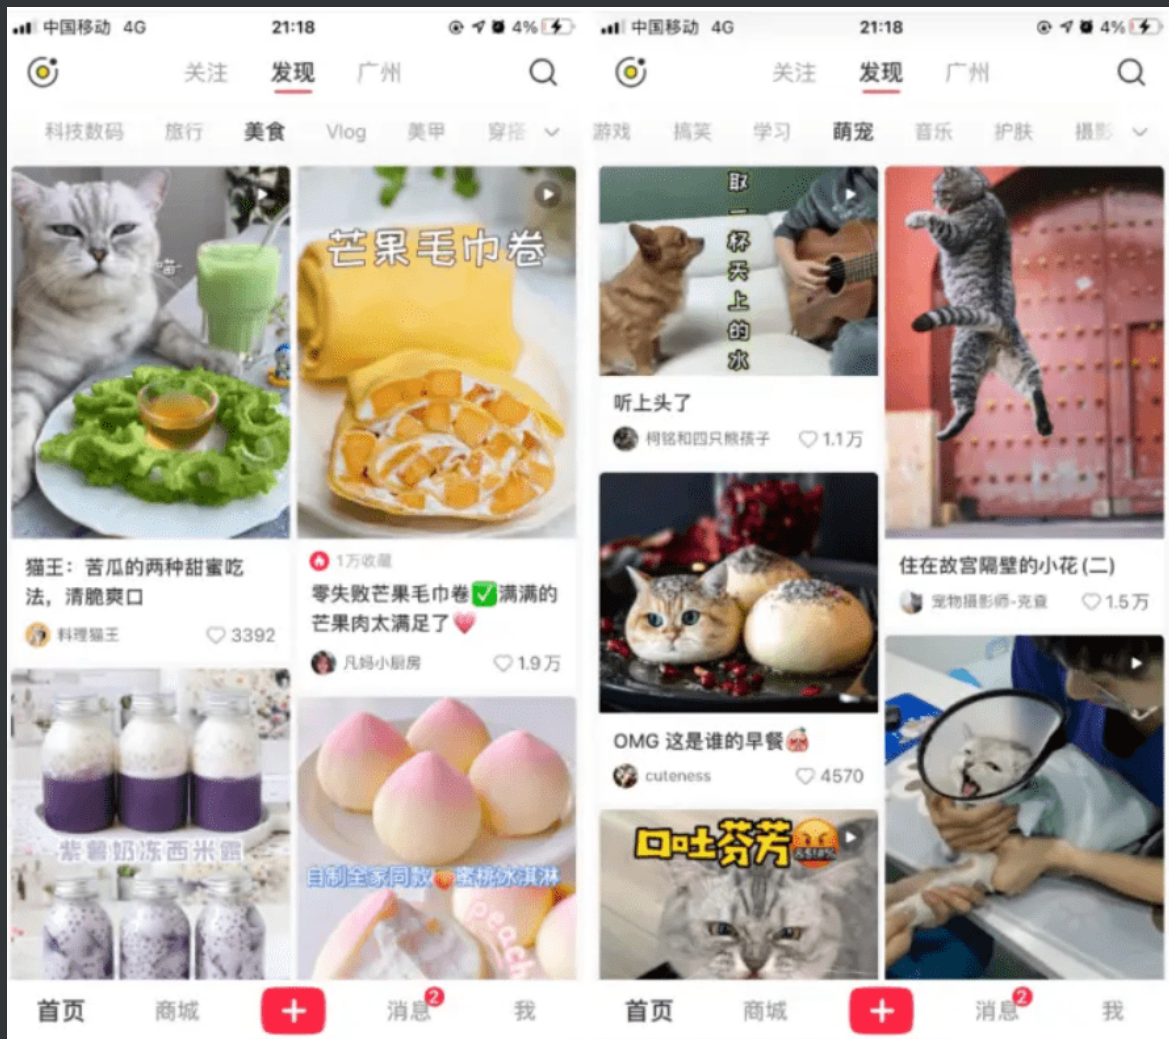 中国移动 4G
21:18
4%
关注
发现
广州
科技数码
旅行
美食
Vlog
美甲
穿搭
喵~
猫王：苦瓜的两种甜蜜吃
法，清脆爽口
料理猫王
3392
紫薯奶冻西米露
芒果毛巾卷
1万收藏
零失败芒果毛巾卷✅满满的
芒果肉太满足了
凡妈小厨房
1.9万
自制全家同款🍑蜜桃冰淇淋
peach
首页
商城
消息
2
我
中国移动 4G
21:18
4%
关注
发现
广州
游戏
搞笑
学习
萌宠
音乐
护肤
摄影
取一杯天上的水
听上头了
柯铭和四只熊孩子
1.1万
OMG 这是谁的早餐
cuteness
4570
口吐芬芳
住在故宫隔壁的小花(二)
宠物摄影师-克查
1.5万
首页
商城
消息
2
我